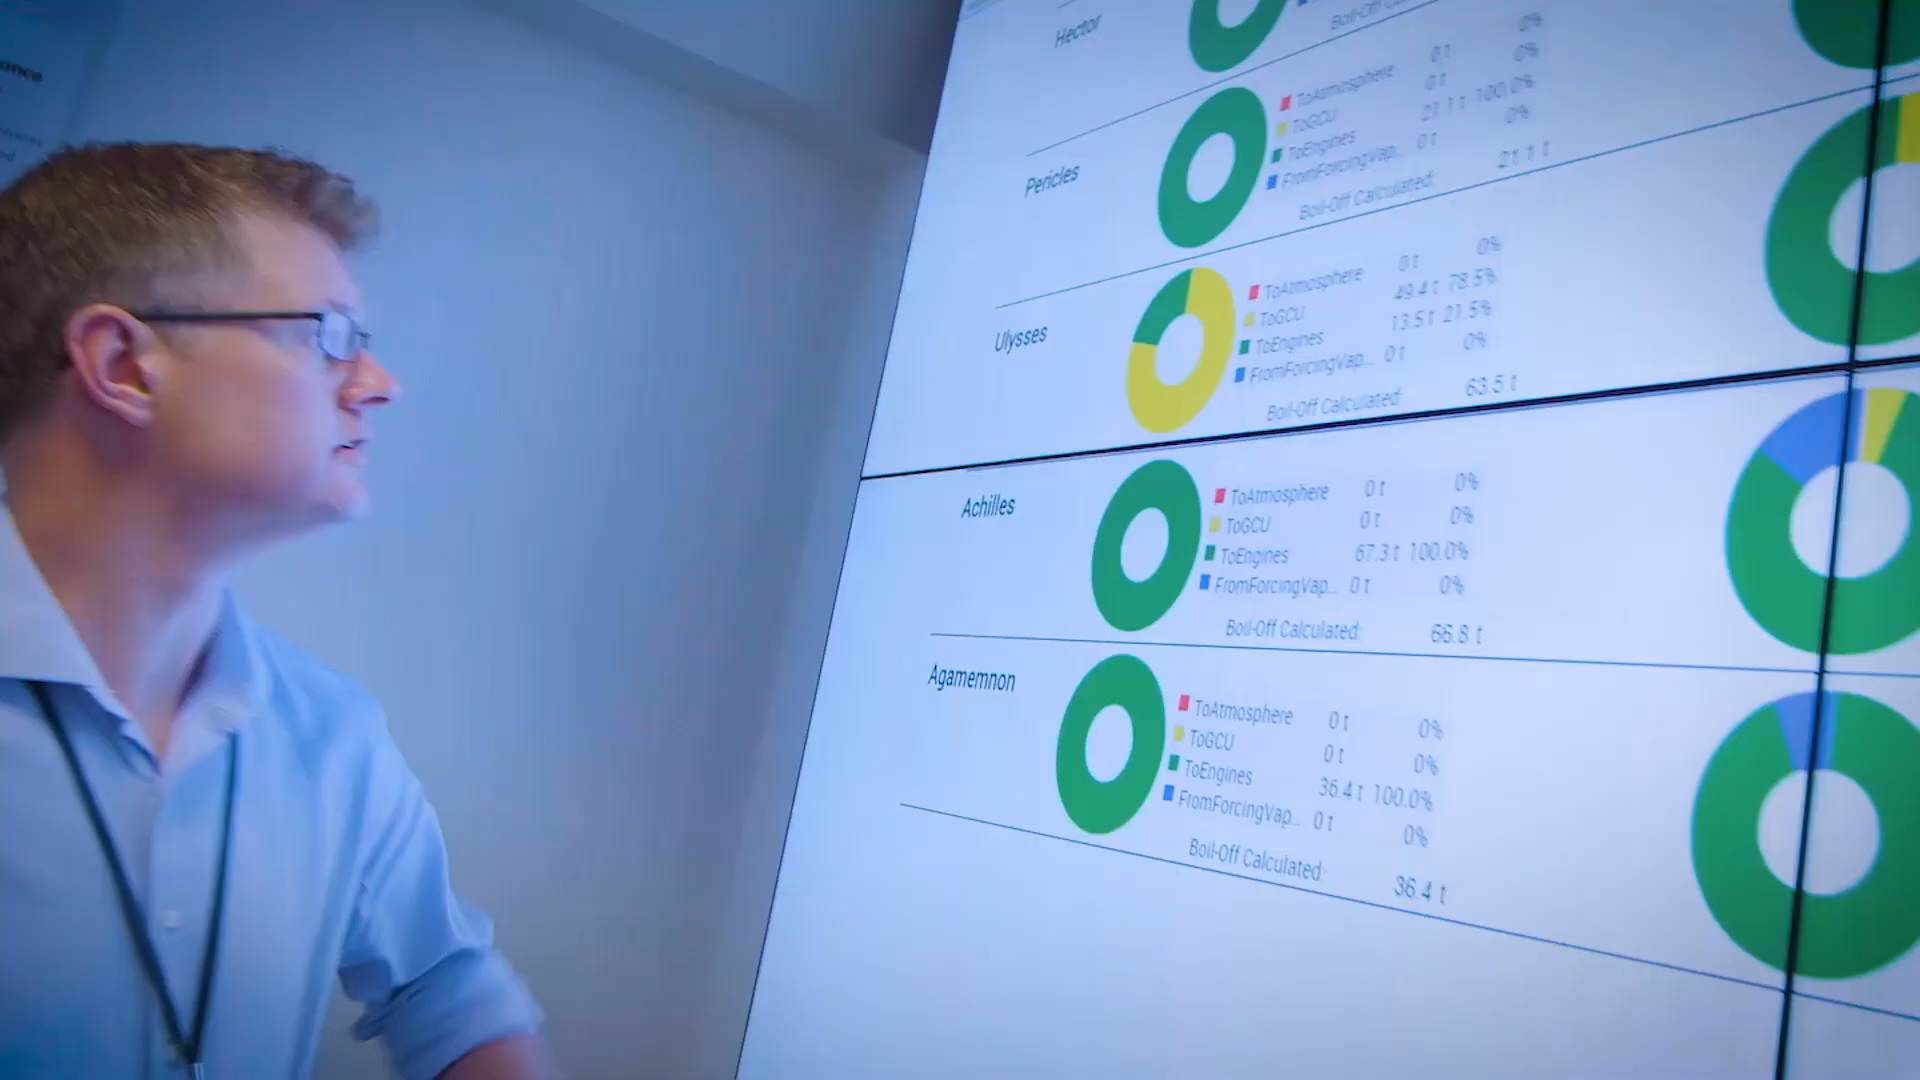 ance
Hector
0%
ToAtmosphere 0 t 0%
ToGCU 0 t
ToEngines 21.1 t 100.0%
FromForcingVap... 0 t 0%
Boil-Off Calculated: 21.1 t
Pericles
ToAtmosphere 0 t 0%
ToGCU 49.4 t 78.5%
ToEngines 13.5 t 21.5%
FromForcingVap... 0 t 0%
Boil-Off Calculated: 63.5 t
Ulysses
Achilles
ToAtmosphere 0 t 0%
ToGCU 0 t 0%
ToEngines 67.3 t 100.0%
FromForcingVap... 0 t 0%
Boil-Off Calculated: 66.8 t
Agamemnon
ToAtmosphere 0 t 0%
ToGCU 0 t 0%
ToEngines 36.4 t 100.0%
FromForcingVap... 0 t 0%
Boil-Off Calculated: 36.4 t